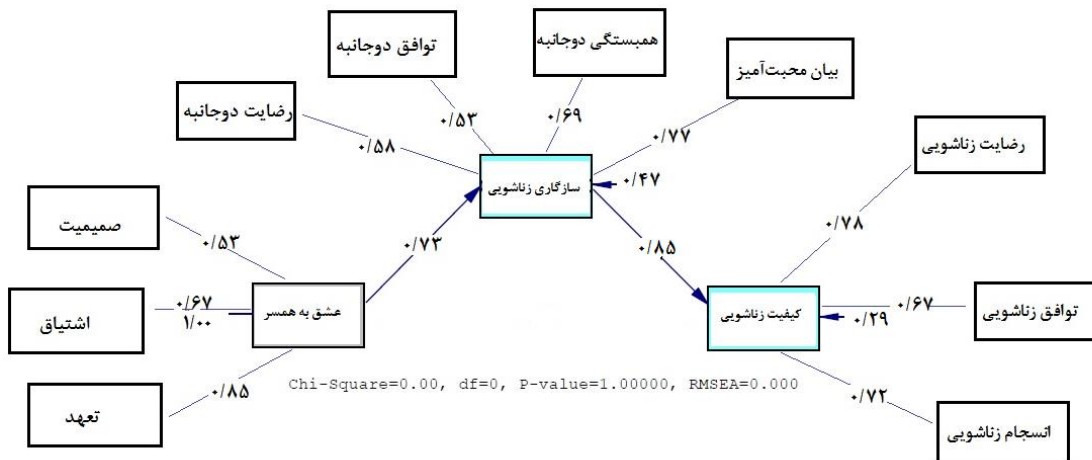 توافق دوجانبه
همبستگی دوجانبه
بیان محبت‌آمیز
رضایت دوجانبه
۰/۵۳
۰/۶۹
۰/۷۷
۰/۵۸
رضایت زناشویی
سازگاری زناشویی
۰/۴۷
صمیمیت
۰/۵۳
۰/۷۳
۰/۸۵
۰/۷۸
اشتیاق
۰/۶۷
۱/۰۰
عشق به همسر
کیفیت زناشویی
۰/۶۷
۰/۲۹
توافق زناشویی
تعهد
۰/۸۵
Chi-Square=0.00, df=0, P-value=1.00000, RMSEA=0.000
۰/۷۲
انسجام زناشویی